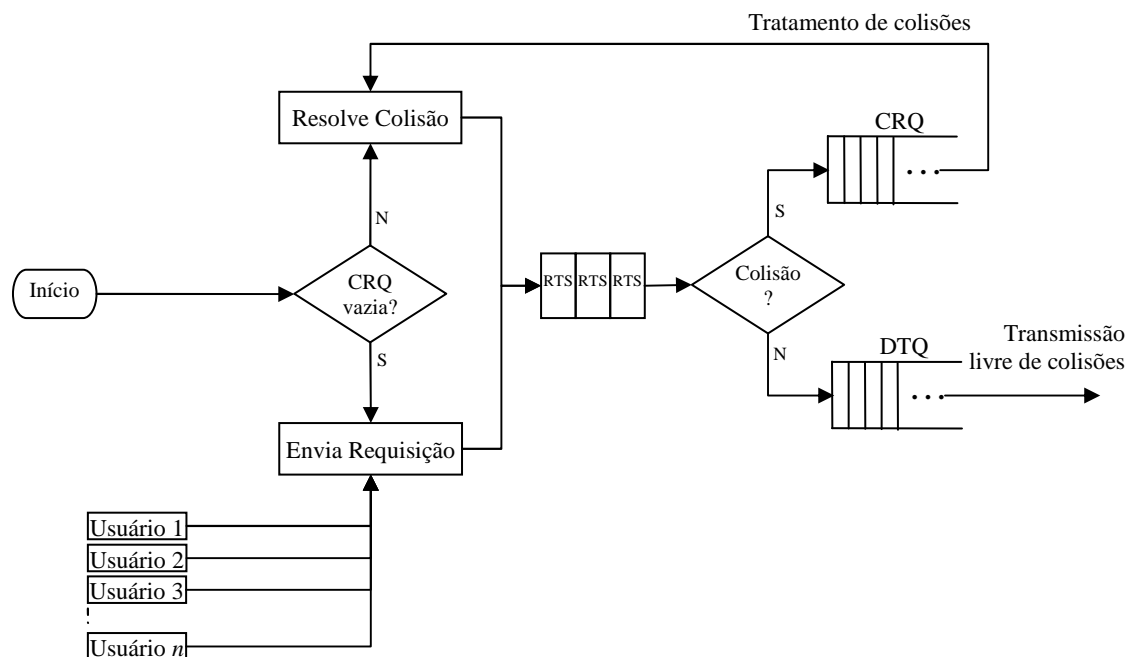 Tratamento de colisões
Resolve Colisão
CRQ
. . .
N
S
Início
CRQ
vazia?
RTS
RTS
RTS
Colisão
?
S
N
DTQ
. . .
Transmissão
livre de colisões
Envia Requisição
Usuário 1
Usuário 2
Usuário 3
Usuário n